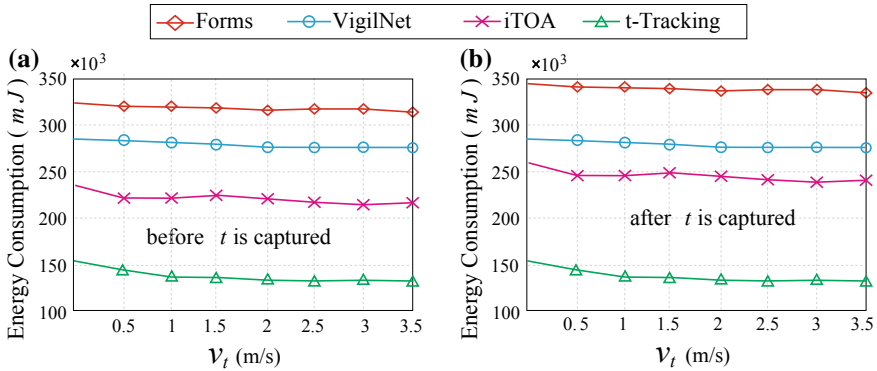 Forms VigilNet iTOA t-Tracking
(a)
×10³
350
300
250
200
150
100
Energy Consumption ( m J )
before t is captured
0.5 1 1.5 2 2.5 3 3.5
v_t (m/s)
(b)
×10³
350
300
250
200
150
100
Energy Consumption ( m J )
after t is captured
0. 5 1 1.5 2 2.5 3 3.5
v_t (m/s)